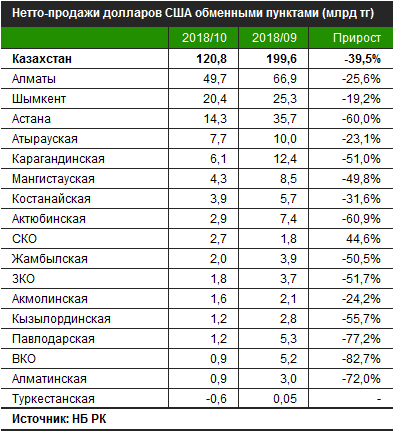 Нетто-продажи долларов США обменными пунктами (млрд тг)
2018/10 2018/09 Прирост
Казахстан 120,8 199,6 -39,5%
Алматы 49,7 66,9 -25,6%
Шымкент 20,4 25,3 -19,2%
Астана 14,3 35,7 -60,0%
Атырауская 7,7 10,0 -23,1%
Карагандинская 6,1 12,4 -51,0%
Мангистауская 4,3 8,5 -49,8%
Костанайская 3,9 5,7 -31,6%
Актюбинская 2,9 7,4 -60,9%
СКО 2,7 1,8 44,6%
Жамбылская 2,0 3,9 -50,5%
ЗКО 1,8 3,7 -51,7%
Акмолинская 1,6 2,1 -24,2%
Кызылординская 1,2 2,8 -55,7%
Павлодарская 1,2 5,3 -77,2%
ВКО 0,9 5,2 -82,7%
Алматинская 0,9 3,0 -72,0%
Туркестанская -0,6 0,05 -
Источник: НБ РК